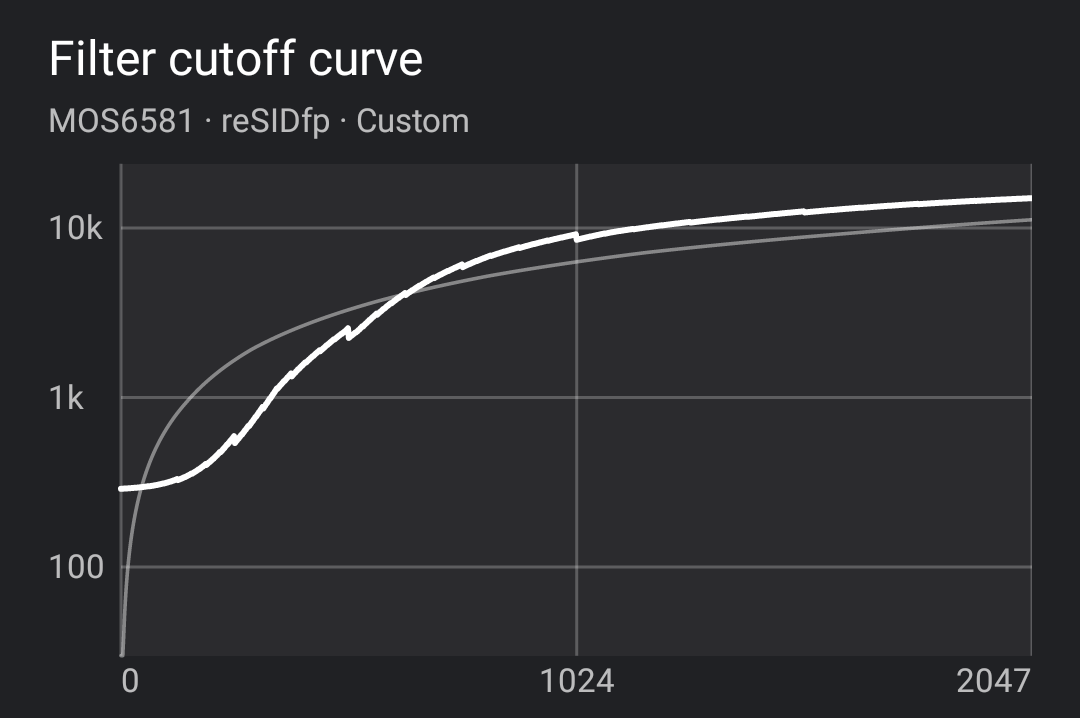 Filter cutoff curve
MOS6581 · reSIDfp · Custom
10k
1k
100
0
1024
2047